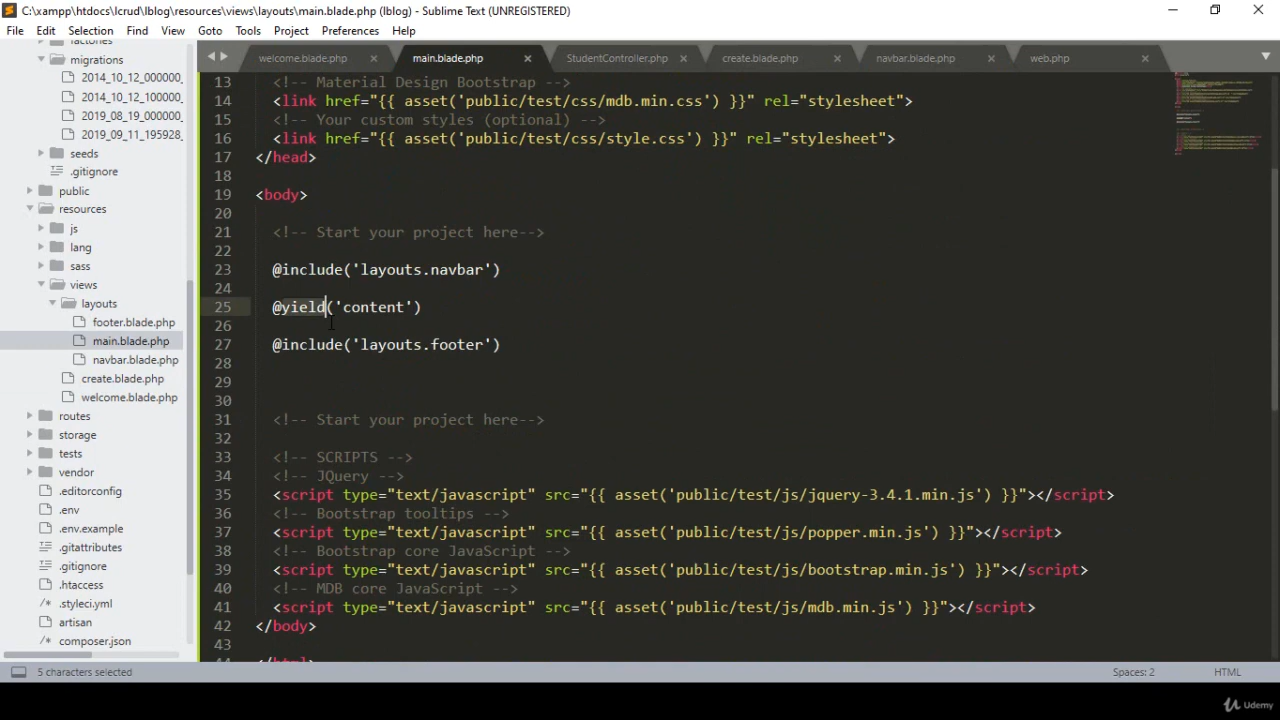 C:\xampp\htdocs\lcrud\lblog\resources\views\layouts\main.blade.php (lblog) - Sublime Text (UNREGISTERED)
File Edit Selection Find View Goto Tools Project Preferences Help
welcome.blade.php main.blade.php StudentController.php create.blade.php navbar.blade.php web.php
migrations
2014_10_12_000000_
2014_10_12_100000_
2019_08_19_000000_
2019_09_11_195928_
seeds
.gitignore
public
resources
js
lang
sass
views
layouts
footer.blade.php
main.blade.php
navbar.blade.php
create.blade.php
welcome.blade.php
routes
storage
tests
vendor
.editorconfig
.env
.env.example
.gitattributes
.gitignore
.htaccess
.styleci.yml
artisan
composer.json
13 <!-- Material Design Bootstrap -->
14 <link href="{{ asset('public/test/css/mdb.min.css') }}" rel="stylesheet">
15 <!-- Your custom styles (optional) -->
16 <link href="{{ asset('public/test/css/style.css') }}" rel="stylesheet">
17 </head>
18
19 <body>
20
21 <!-- Start your project here-->
22
23 @include('layouts.navbar')
24
25 @yield('content')
26
27 @include('layouts.footer')
28
29
30
31 <!-- Start your project here-->
32
33 <!-- SCRIPTS -->
34 <!-- JQuery -->
35 <script type="text/javascript" src="{{ asset('public/test/js/jquery-3.4.1.min.js') }}"></script>
36 <!-- Bootstrap tooltips -->
37 <script type="text/javascript" src="{{ asset('public/test/js/popper.min.js') }}"></script>
38 <!-- Bootstrap core JavaScript -->
39 <script type="text/javascript" src="{{ asset('public/test/js/bootstrap.min.js') }}"></script>
40 <!-- MDB core JavaScript -->
41 <script type="text/javascript" src="{{ asset('public/test/js/mdb.min.js') }}"></script>
42 </body>
43
44 </html>
5 characters selected Spaces: 2 HTML
Udemy